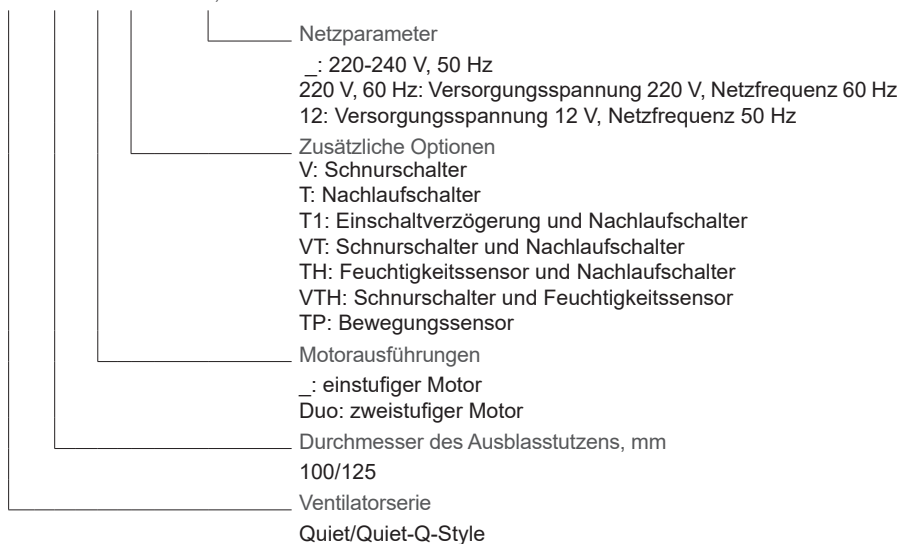 Netzparameter
_: 220-240 V, 50 Hz
220 V, 60 Hz: Versorgungsspannung 220 V, Netzfrequenz 60 Hz
12: Versorgungsspannung 12 V, Netzfrequenz 50 Hz
Zusätzliche Optionen
V: Schnurschalter
T: Nachlaufschalter
T1: Einschaltverzögerung und Nachlaufschalter
VT: Schnurschalter und Nachlaufschalter
TH: Feuchtigkeitssensor und Nachlaufschalter
VTH: Schnurschalter und Feuchtigkeitssensor
TP: Bewegungssensor
Motorausführungen
_: einstufiger Motor
Duo: zweistufiger Motor
Durchmesser des Ausblasstutzens, mm
100/125
Ventilatorserie
Quiet/Quiet-Q-Style